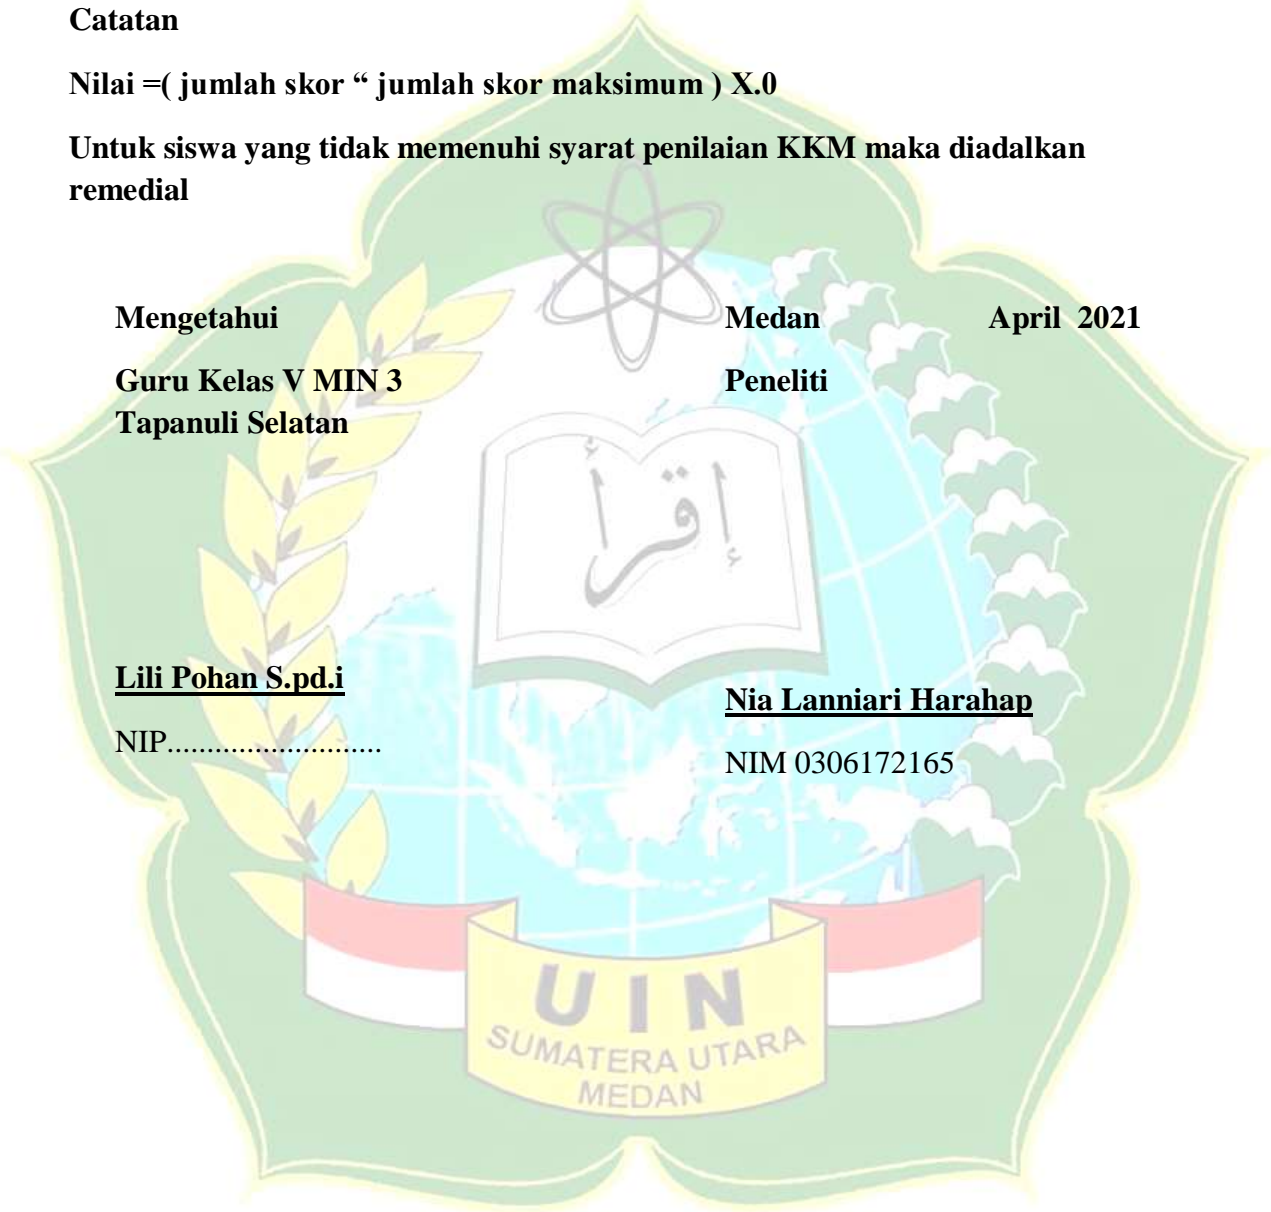 Catatan
Nilai =( jumlah skor “ jumlah skor maksimum ) X.0
Untuk siswa yang tidak memenuhi syarat penilaian KKM maka diadalkan
remedial
Mengetahui
Guru Kelas V MIN 3
Tapanuli Selatan
Lili Pohan S.pd.i
NIP...........................
Medan April 2021
Peneliti
Nia Lanniari Harahap
NIM 0306172165
إقرأ
UIN
SUMATERA UTARA
MEDAN